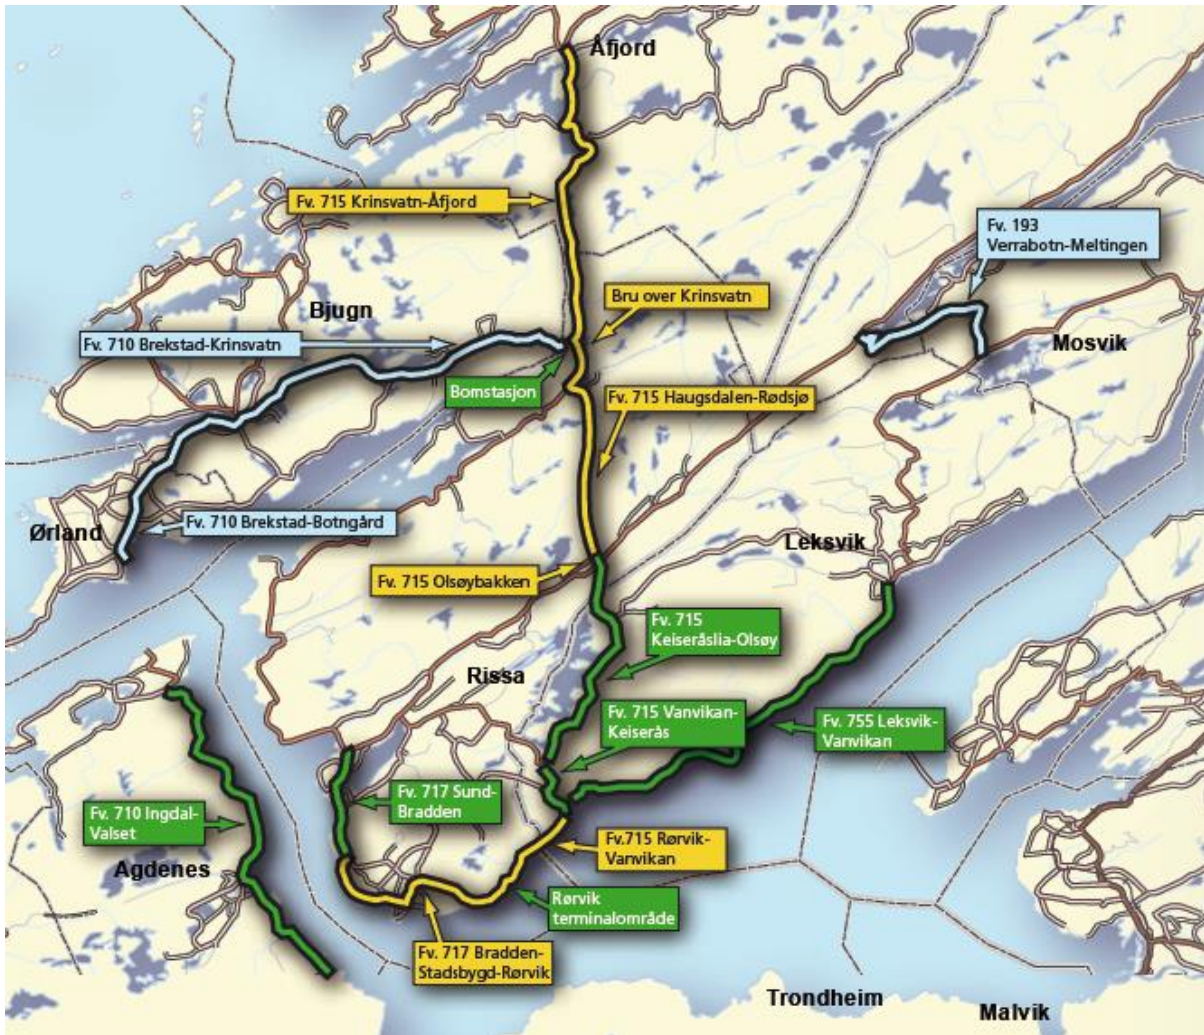 Åfjord
Fv. 715 Krinsvatn-Åfjord
Fv. 193
Verrabotn-Meltingen
Bru over Krinsvatn
Bjugn
Fv. 710 Brekstad-Krinsvatn
Mosvik
Bomstasjon
Fv. 715 Haugsdalen-Rødsjø
Fv. 710 Brekstad-Botngård
Ørland
Leksvik
Fv. 715 Olsøybakken
Fv. 715
Keiseråslia-Olsøy
Rissa
Fv. 715 Vanvikan-
Keiserås
Fv. 755 Leksvik-
Vanvikan
Fv. 717 Sund-
Bradden
Fv. 710 Ingdal-
Valset
Fv.715 Rørvik-
Vanvikan
Agdenes
Rørvik
terminalområde
Fv. 717 Bradden-
Stadsbygd-Rørvik
Trondheim
Malvik